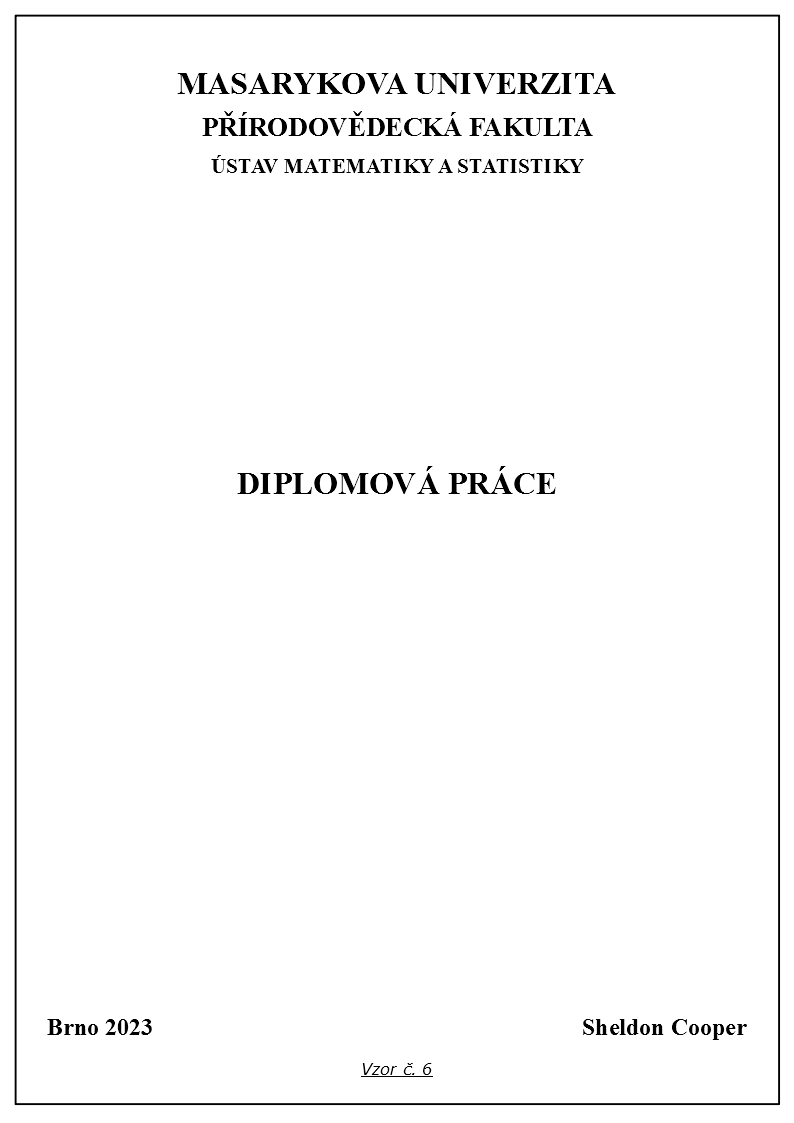 MASARYKOVA UNIVERZITA
PŘÍRODOVĚDECKÁ FAKULTA
ÚSTAV MATEMATIKY A STATISTIKY
DIPLOMOVÁ PRÁCE
Brno 2023 Sheldon Cooper
Vzor č. 6